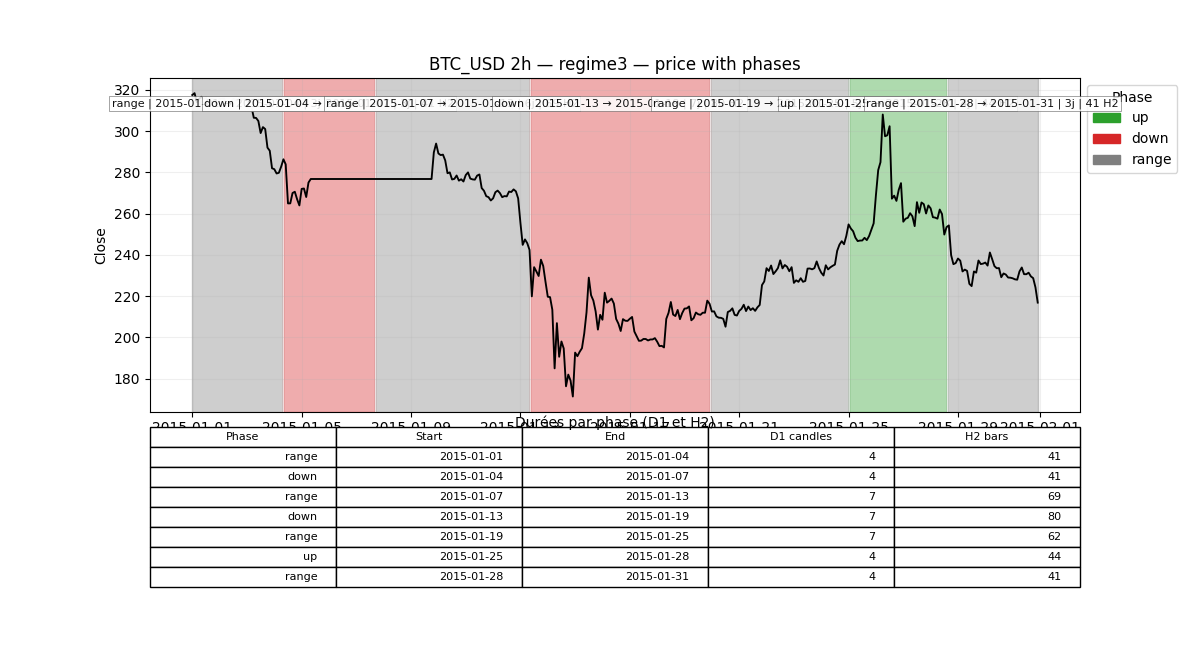 BTC_USD 2h — regime3 — price with phases
320
300
280
260
240
220
200
180
Close
range | 2015-01
down | 2015-01-04 →
range | 2015-01-07 → 2015-01
down | 2015-01-13 → 2015-0
range | 2015-01-19 →
up | 2015-01-25
range | 2015-01-28 → 2015-01-31 | 3j | 41 H2
Phase
up
down
range
2015-01-01 2015-01-05 2015-01-09 2015-01-21 2015-01-25 2015-01-29 2015-02-01
Durées par phase (D1 et H2)
Phase Start End D1 candles H2 bars
range 2015-01-01 2015-01-04 4 41
down 2015-01-04 2015-01-07 4 41
range 2015-01-07 2015-01-13 7 69
down 2015-01-13 2015-01-19 7 80
range 2015-01-19 2015-01-25 7 62
up 2015-01-25 2015-01-28 4 44
range 2015-01-28 2015-01-31 4 41